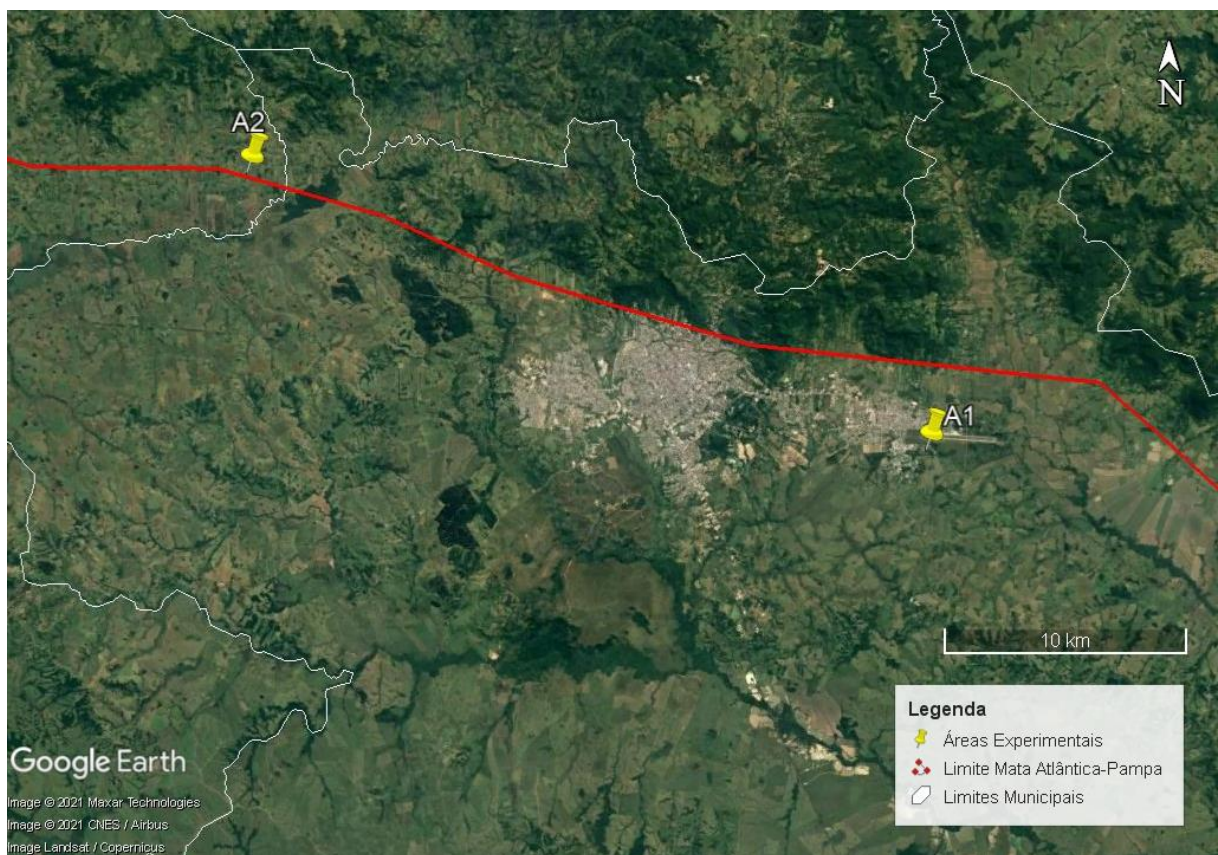 N
A2
A1
10 km
Legenda
Áreas Experimentais
Limite Mata Atlântica-Pampa
Limites Municipais
Google Earth
Image © 2021 Maxar Technologies
Image © 2021 CNES / Airbus
Image Landsat / Copernicus